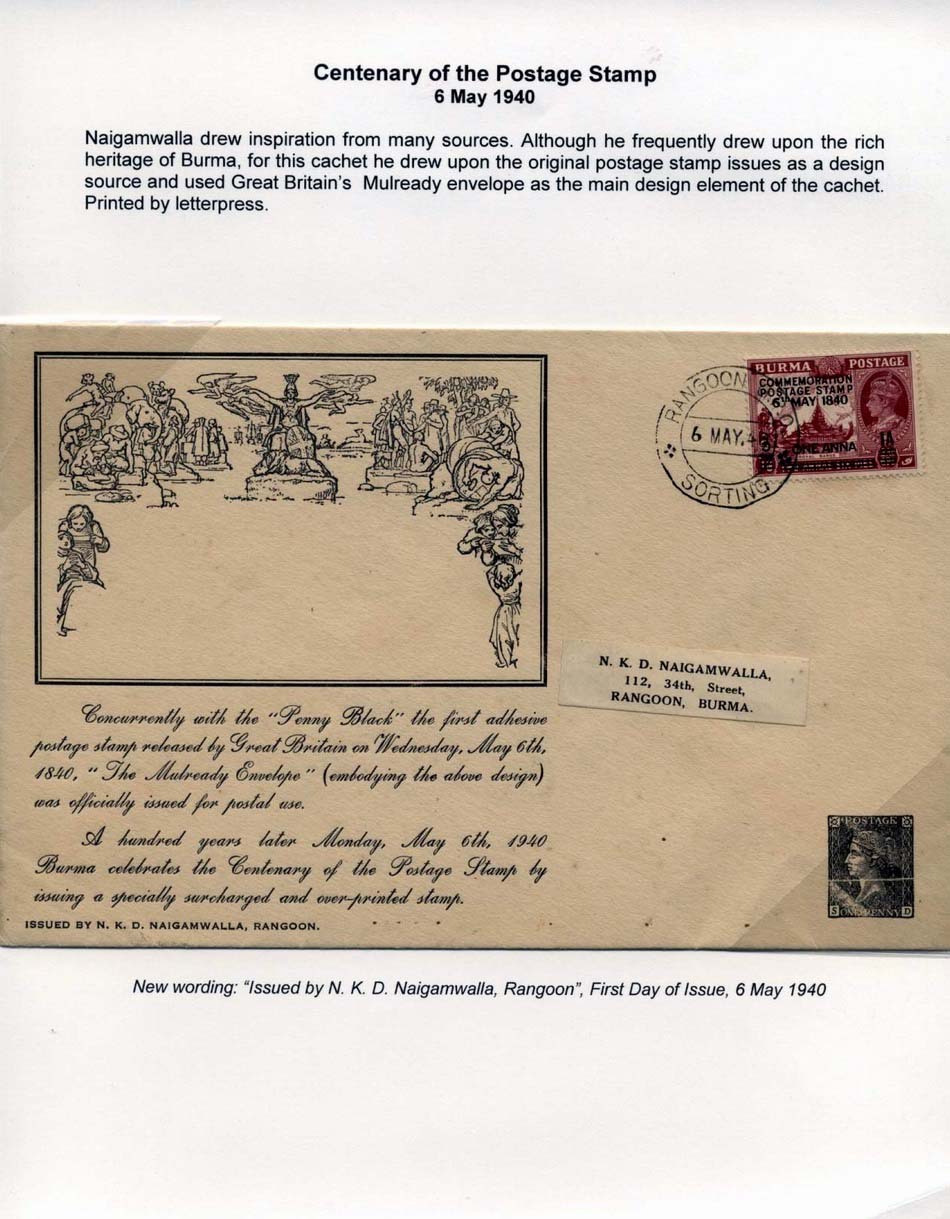 Centenary of the Postage Stamp
6 May 1940
Naigamwalla drew inspiration from many sources. Although he frequently drew upon the rich
heritage of Burma, for this cachet he drew upon the original postage stamp issues as a design
source and used Great Britain's Mulready envelope as the main design element of the cachet.
Printed by letterpress.
BURMA POSTAGE
COMMEMORATION
POSTAGE STAMP
6TH MAY 1840
ONE ANNA 1A
RANGOON
6 MAY. 4
SORTING
N. K. D. NAIGAMWALLA,
112, 34th, Street,
RANGOON, BURMA.
Concurrently with the "Penny Black" the first adhesive
postage stamp released by Great Britain on Wednesday, May 6th,
1840, "The Mulready Envelope" (embodying the above design)
was officially issued for postal use.
A hundred years later Monday, May 6th, 1940
Burma celebrates the Centenary of the Postage Stamp by
issuing a specially surcharged and over-printed stamp.
ISSUED BY N. K. D. NAIGAMWALLA, RANGOON.
POSTAGE
S ONE PENNY D
New wording: "Issued by N. K. D. Naigamwalla, Rangoon", First Day of Issue, 6 May 1940